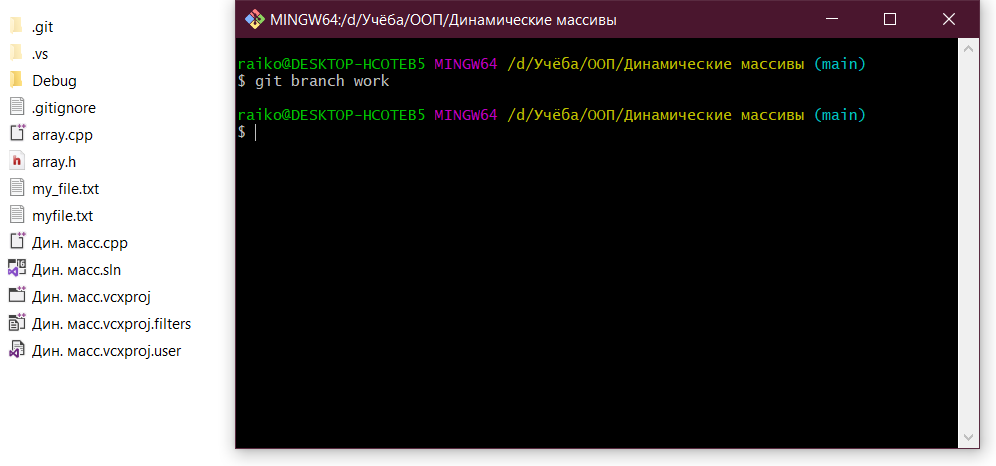 .git
.vs
Debug
.gitignore
array.cpp
array.h
my_file.txt
myfile.txt
Дин. масс.cpp
Дин. масс.sln
Дин. масс.vcxproj
Дин. масс.vcxproj.filters
Дин. масс.vcxproj.user
MINGW64:/d/Учёба/ООП/Динамические массивы
raiko@DESKTOP-HCOTEB5 MINGW64 /d/Учёба/ООП/Динамические массивы (main)
$ git branch work
raiko@DESKTOP-HCOTEB5 MINGW64 /d/Учёба/ООП/Динамические массивы (main)
$